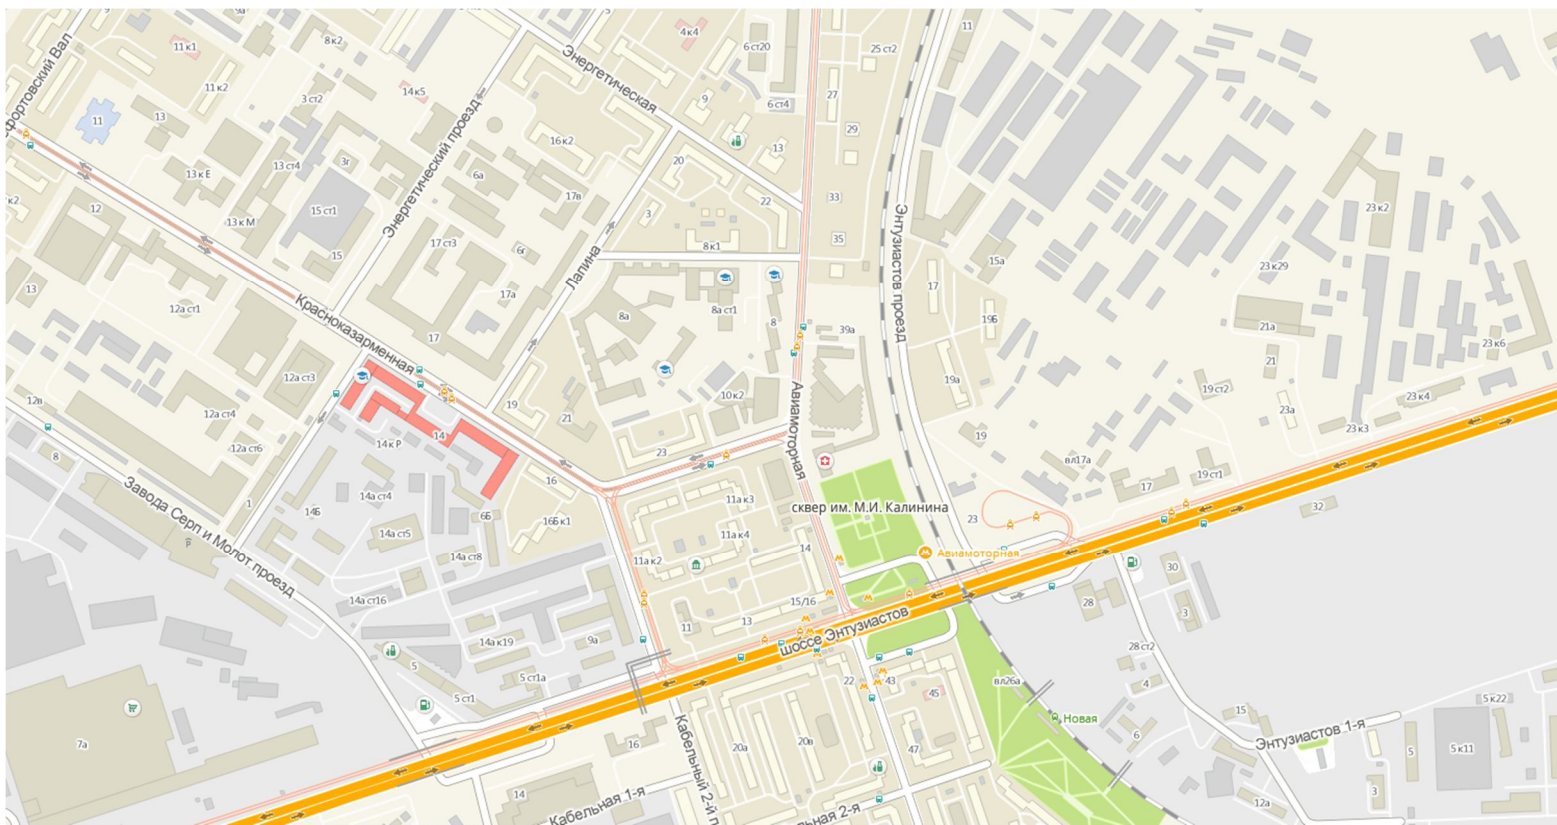 9
9а
5
11 к1
8 к2
4 к4
6 ст20
25 ст2
11
Энергетическая
11 к2
3 ст2
14 к5
9
6 ст4
27
11
13
16 к2
13
29
Энергетический проезд
13 ст4
3г
20
13 к Е
6а
17в
22
33
23 к2
12
13 к М
15 ст1
3
35
Энтузиастов проезд
15
17 ст3
6г
8 к1
15а
23 к29
Лапина
13
12а ст1
17а
8а
8а ст1
8
17
19Б
Красноказарменная
17
39а
21а
23 к6
12а ст3
21
12в
19
10 к2
Авиамоторная
19а
19 ст2
23 к4
12а ст4
21
23а
14
23
19
23 к3
12а ст6
14 к Р
8
16
вл17а
19 ст1
Завода Серп и Молот проезд
14а ст4
11а к3
17
1
14Б
6Б
16Б к1
сквер им. М.И. Калинина
23
32
14а ст5
11а к4
14
14а ст8
11а к2
Авиамоторная
30
14а ст16
15/16
28
3
11
13
шоссе Энтузиастов
14а к19
9а
28 ст2
5
5 ст1а
22
43
вл26а
4
5 ст1
45
5 к22
15
Новая
7а
16
20а
20в
47
6
Энтузиастов 1-я
5
5 к11
Кабельный 2-й п
14
Кабельная 1-я
12а
3